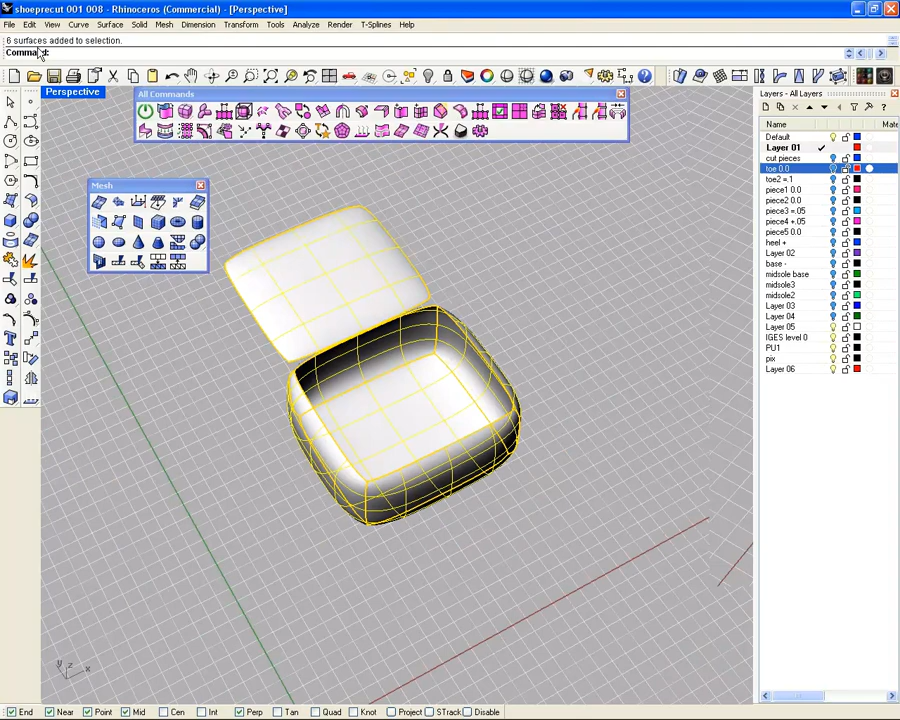 shoeprecut 001 008 - Rhinoceros (Commercial) - [Perspective]
File Edit View Curve Surface Solid Mesh Dimension Transform Tools Analyze Render T-Splines Help
6 surfaces added to selection.
Command:
Perspective
All Commands
Mesh
Layers - All Layers
Name Mate
Default
Layer 01
cut pieces
toe 0.0
toe2 =.1
piece1 0.0
piece2 0.0
piece3 =.05
piece4 +.05
piece5 0.0
heel +
Layer 02
base -
midsole base
midsole3
midsole2
Layer 03
Layer 04
Layer 05
IGES level 0
PU1
pix
Layer 06
y z x
End Near Point Mid Cen Int Perp Tan Quad Knot Project STrack Disable